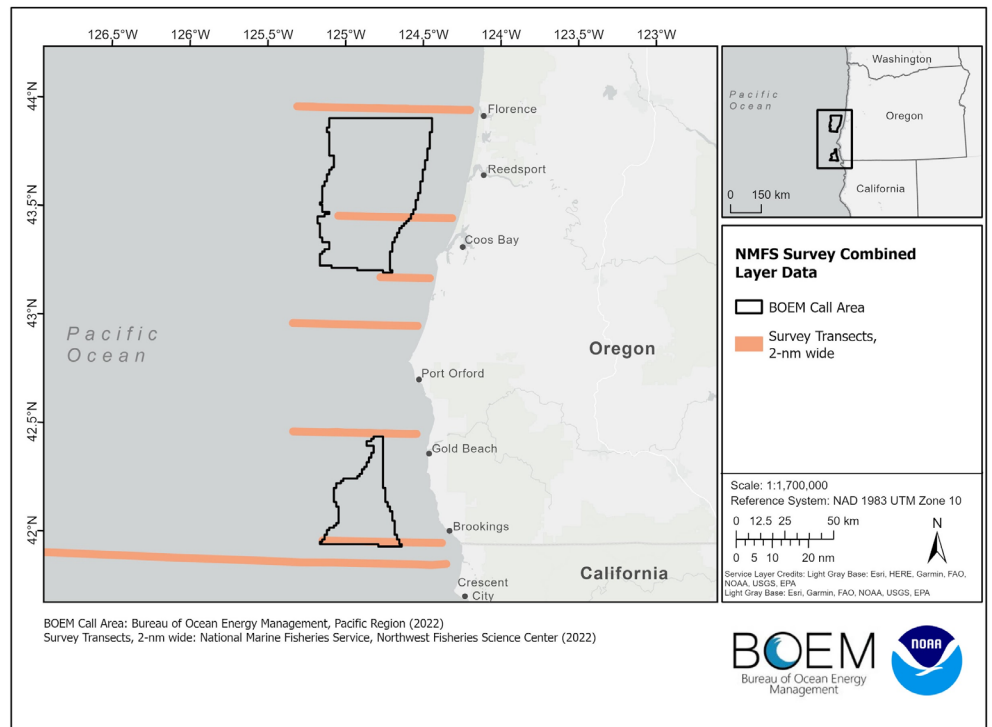 126.5°W 126°W 125.5°W 125°W 124.5°W 124°W 123.5°W 123°W
44°N
43.5°N
43°N
42.5°N
42°N
Florence
Reedsport
Coos Bay
Pacific
Ocean
Oregon
Port Orford
Gold Beach
Brookings
California
Crescent
City
Washington
Pacific
Ocean
Oregon
California
0 150 km
NMFS Survey Combined
Layer Data
BOEM Call Area
Survey Transects,
2-nm wide
Scale: 1:1,700,000
Reference System: NAD 1983 UTM Zone 10
0 12.5 25 50 km
N
0 5 10 20 nm
Service Layer Credits: Light Gray Base: Esri, HERE, Garmin, FAO,
NOAA, USGS, EPA
Light Gray Base: Esri, Garmin, FAO, NOAA, USGS, EPA
BOEM Call Area: Bureau of Ocean Energy Management, Pacific Region (2022)
Survey Transects, 2-nm wide: National Marine Fisheries Service, Northwest Fisheries Science Center (2022)
BOEM
Bureau of Ocean Energy
Management
NOAA